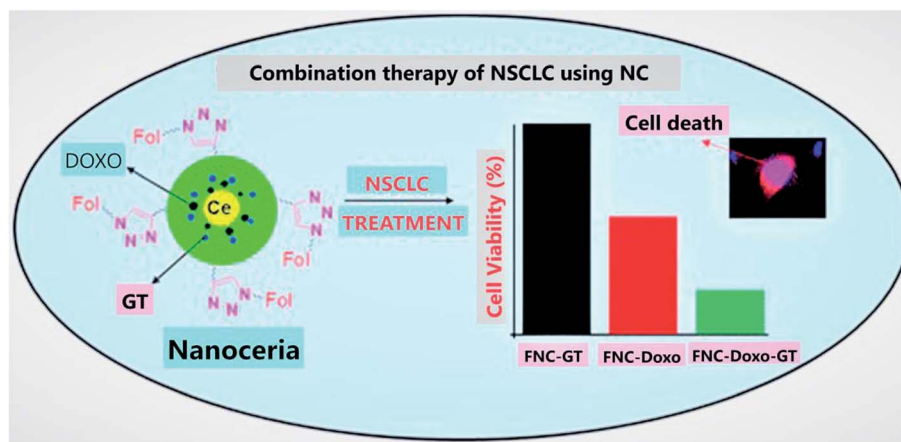 Combination therapy of NSCLC using NC
N
N
N
Fol
DOXO
Fol
N
N
N
Ce
N
N
N
Fol
GT
N
N
N
Fol
Nanoceria
NSCLC
TREATMENT
Cell Viability (%)
Cell death
FNC-GT
FNC-Doxo
FNC-Doxo-GT